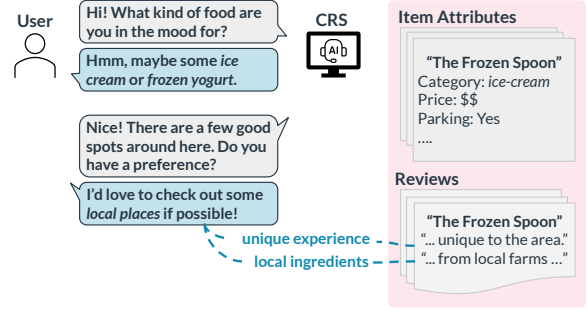 User
Hi! What kind of food are
you in the mood for?
CRS
AI
Hmm, maybe some ice
cream or frozen yogurt.
Nice! There are a few good
spots around here. Do you
have a preference?
I'd love to check out some
local places if possible!
unique experience
local ingredients
Item Attributes
"The Frozen Spoon"
Category: ice-cream
Price: $$
Parking: Yes
....
Reviews
"The Frozen Spoon"
"... unique to the area."
"... from local farms ..."